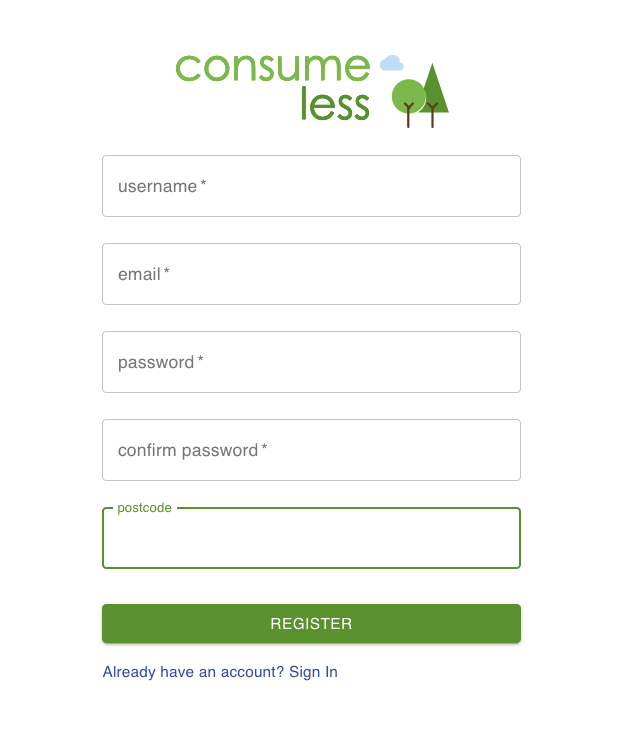 consume
less
username *
email *
password *
confirm password *
postcode
REGISTER
Already have an account? Sign In